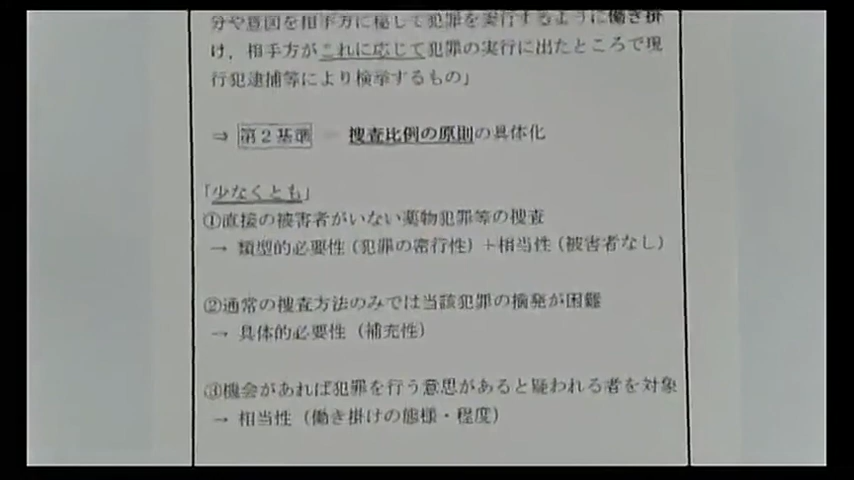 分や意図を相手方に秘して犯罪を実行するように働き掛
け，相手方がこれに応じて犯罪の実行に出たところで現
行犯逮捕等により検挙するもの」
⇒ 第２基準 ＝ 捜査比例の原則の具体化
「少なくとも」
①直接の被害者がいない薬物犯罪等の捜査
→ 類型的必要性（犯罪の密行性）＋相当性（被害者なし）
②通常の捜査方法のみでは当該犯罪の摘発が困難
→ 具体的必要性（補充性）
③機会があれば犯罪を行う意思があると疑われる者を対象
→ 相当性（働き掛けの態様・程度）